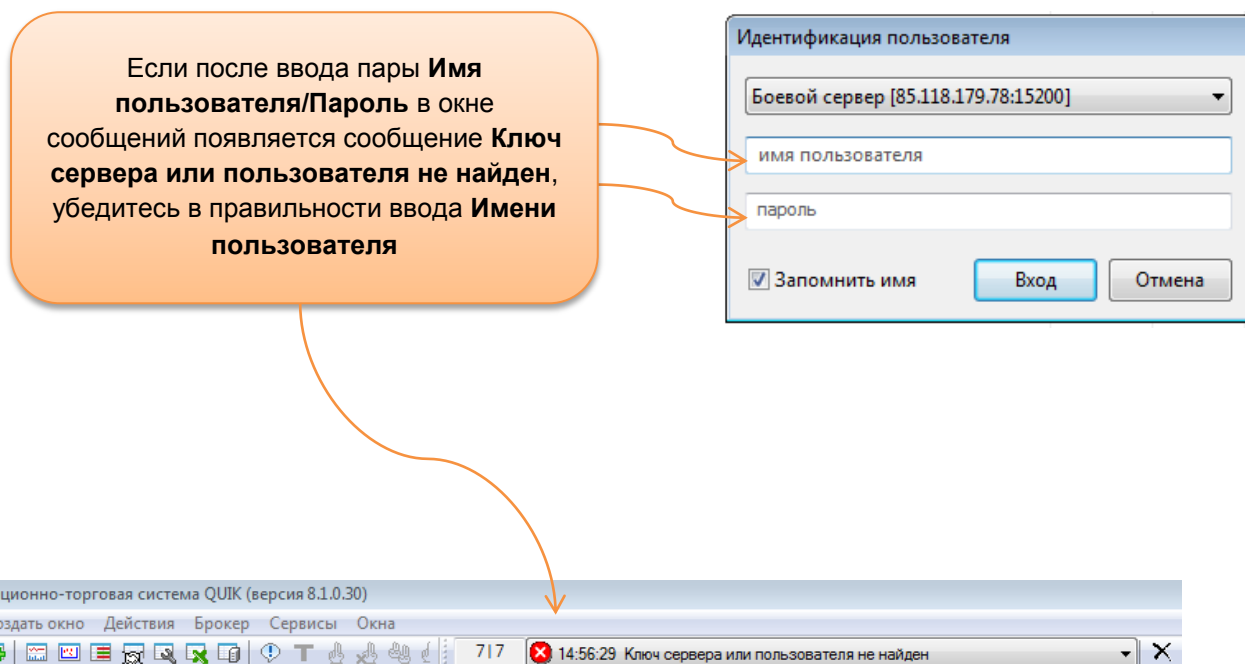 Если после ввода пары Имя
пользователя/Пароль в окне
сообщений появляется сообщение Ключ
сервера или пользователя не найден,
убедитесь в правильности ввода Имени
пользователя
Идентификация пользователя
Боевой сервер [85.118.179.78:15200]
имя пользователя
пароль
Запомнить имя Вход Отмена
ционно-торговая система QUIK (версия 8.1.0.30)
оздать окно Действия Брокер Сервисы Окна
7|7 14:56:29 Ключ сервера или пользователя не найден